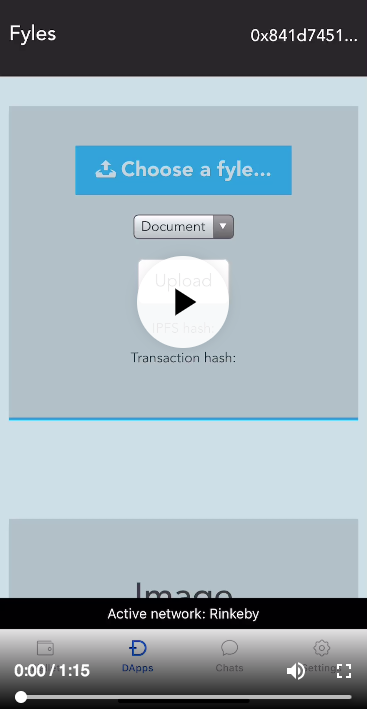 Fyles
0x841d7451...
Choose a fyle...
Document
Upload
IPFS hash:
Transaction hash:
Image
Active network: Rinkeby
DApps
Chats
0:00 / 1:15